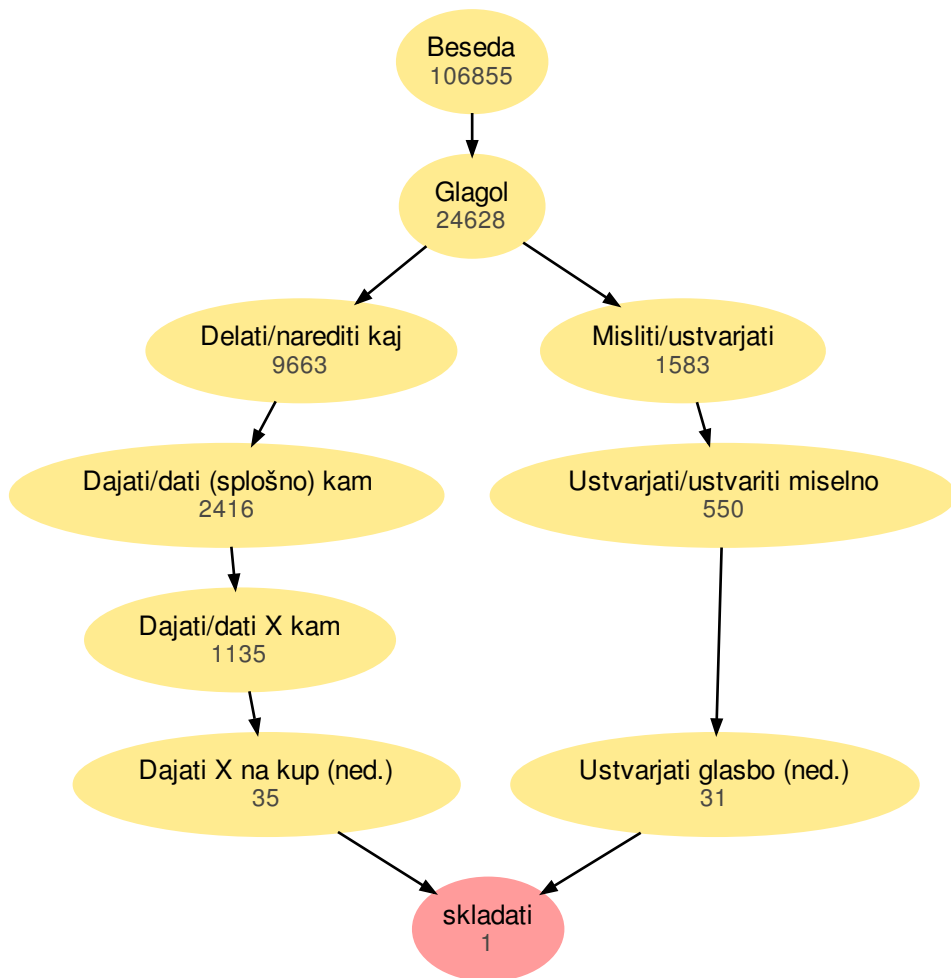 Beseda
106855
Glagol
24628
Delati/narediti kaj
9663
Misliti/ustvarjati
1583
Dajati/dati (splošno) kam
2416
Ustvarjati/ustvariti miselno
550
Dajati/dati X kam
1135
Dajati X na kup (ned.)
35
Ustvarjati glasbo (ned.)
31
skladati
1